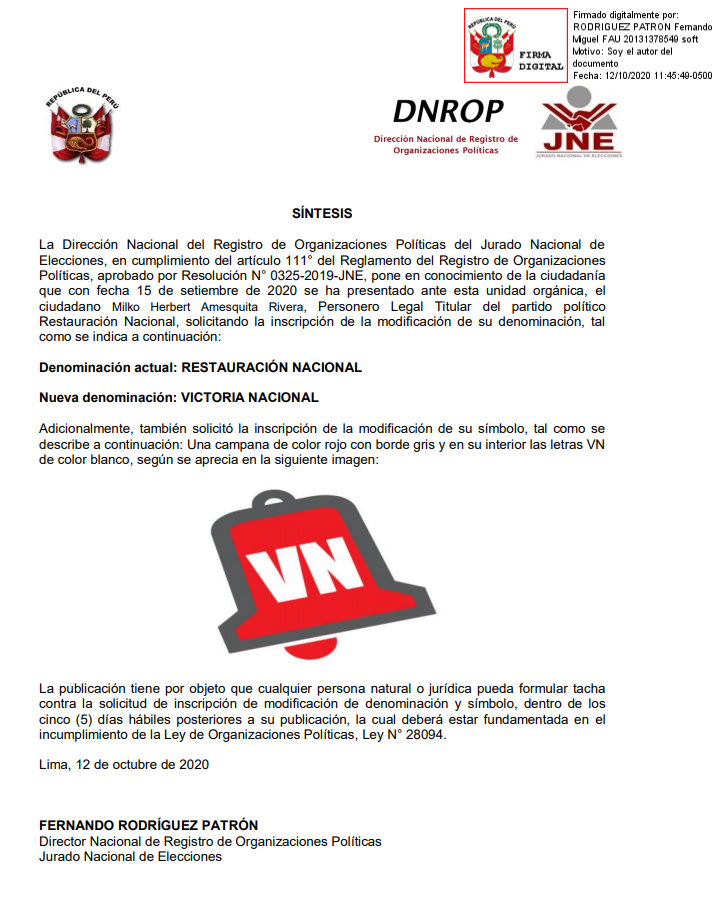 REPÚBLICA DEL PERÚ
FIRMA
DIGITAL
Firmado digitalmente por:
RODRIGUEZ PATRON Fernando
Miguel FAU 20131378549 soft
Motivo: Soy el autor del
documento
Fecha: 12/10/2020 11:45:49-0500
REPÚBLICA DEL PERÚ
DNROP
Dirección Nacional de Registro de
Organizaciones Políticas
JNE
JURADO NACIONAL DE ELECCIONES
SÍNTESIS
La Dirección Nacional del Registro de Organizaciones Políticas del Jurado Nacional de
Elecciones, en cumplimiento del artículo 111° del Reglamento del Registro de Organizaciones
Políticas, aprobado por Resolución N° 0325-2019-JNE, pone en conocimiento de la ciudadanía
que con fecha 15 de setiembre de 2020 se ha presentado ante esta unidad orgánica, el
ciudadano Milko Herbert Amesquita Rivera, Personero Legal Titular del partido político
Restauración Nacional, solicitando la inscripción de la modificación de su denominación, tal
como se indica a continuación:
Denominación actual: RESTAURACIÓN NACIONAL
Nueva denominación: VICTORIA NACIONAL
Adicionalmente, también solicitó la inscripción de la modificación de su símbolo, tal como se
describe a continuación: Una campana de color rojo con borde gris y en su interior las letras VN
de color blanco, según se aprecia en la siguiente imagen:
VN
La publicación tiene por objeto que cualquier persona natural o jurídica pueda formular tacha
contra la solicitud de inscripción de modificación de denominación y símbolo, dentro de los
cinco (5) días hábiles posteriores a su publicación, la cual deberá estar fundamentada en el
incumplimiento de la Ley de Organizaciones Políticas, Ley N° 28094.
Lima, 12 de octubre de 2020
FERNANDO RODRÍGUEZ PATRÓN
Director Nacional de Registro de Organizaciones Políticas
Jurado Nacional de Elecciones